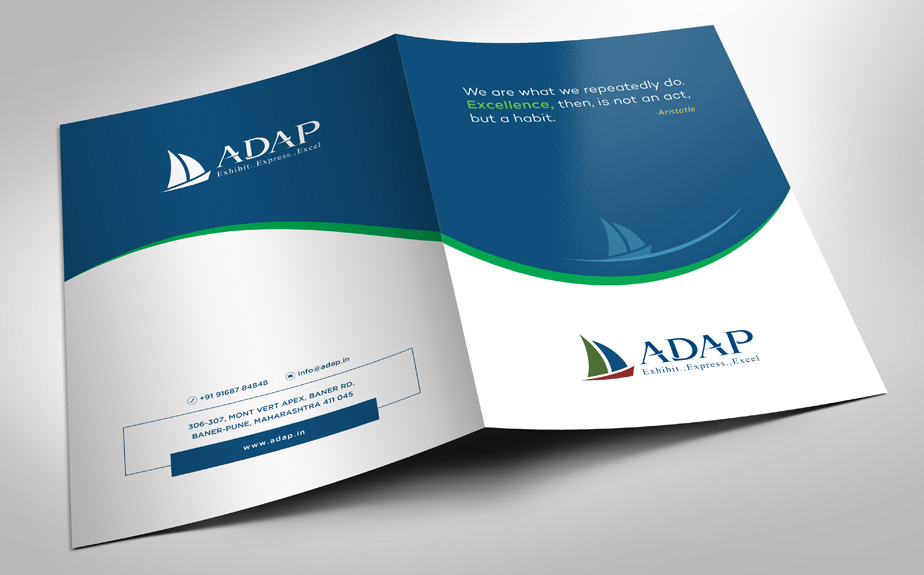 ADAP
Exhibit..Express..Excel
+91 91687 84848 info@adap.in
306-307, MONT VERT APEX, BANER RD.
BANER-PUNE, MAHARASHTRA 411 045
www.adap.in
We are what we repeatedly do.
Excellence, then, is not an act,
but a habit.
-Aristotle
ADAP
Exhibit..Express..Excel